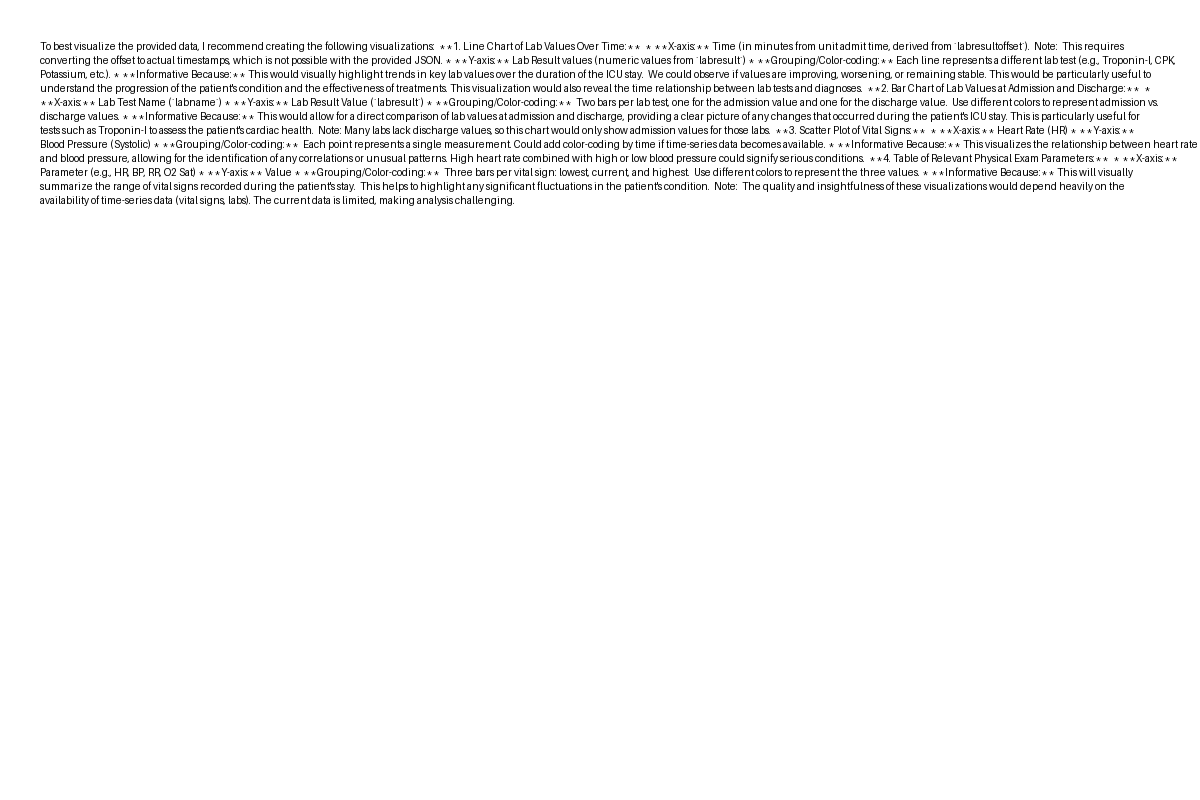 To best visualize the provided data, I recommend creating the following visualizations:  **1. Line Chart of Lab Values Over Time:**  * **X-axis:** Time (in minutes from unit admit time, derived from `labresultoffset`).  Note:  This requires
converting the offset to actual timestamps, which is not possible with the provided JSON. * **Y-axis:** Lab Result values (numeric values from `labresult`) * **Grouping/Color-coding:** Each line represents a different lab test (e.g., Troponin-I, CPK,
Potassium, etc.). * **Informative Because:** This would visually highlight trends in key lab values over the duration of the ICU stay.  We could observe if values are improving, worsening, or remaining stable. This would be particularly useful to
understand the progression of the patient's condition and the effectiveness of treatments. This visualization would also reveal the time relationship between lab tests and diagnoses.  **2. Bar Chart of Lab Values at Admission and Discharge:**  *
**X-axis:** Lab Test Name (`labname`) * **Y-axis:** Lab Result Value (`labresult`) * **Grouping/Color-coding:**  Two bars per lab test, one for the admission value and one for the discharge value.  Use different colors to represent admission vs.
discharge values. * **Informative Because:** This would allow for a direct comparison of lab values at admission and discharge, providing a clear picture of any changes that occurred during the patient's ICU stay. This is particularly useful for
tests such as Troponin-I to assess the patient's cardiac health.  Note: Many labs lack discharge values, so this chart would only show admission values for those labs.  **3. Scatter Plot of Vital Signs:**  * **X-axis:** Heart Rate (HR) * **Y-axis:**
Blood Pressure (Systolic) * **Grouping/Color-coding:**  Each point represents a single measurement. Could add color-coding by time if time-series data becomes available. * **Informative Because:** This visualizes the relationship between heart rate
and blood pressure, allowing for the identification of any correlations or unusual patterns. High heart rate combined with high or low blood pressure could signify serious conditions.  **4. Table of Relevant Physical Exam Parameters:**  * **X-axis:**
Parameter (e.g., HR, BP, RR, O2 Sat) * **Y-axis:** Value * **Grouping/Color-coding:**  Three bars per vital sign: lowest, current, and highest.  Use different colors to represent the three values. * **Informative Because:** This will visually
summarize the range of vital signs recorded during the patient's stay.  This helps to highlight any significant fluctuations in the patient's condition.  Note:  The quality and insightfulness of these visualizations would depend heavily on the
availability of time-series data (vital signs, labs). The current data is limited, making analysis challenging.